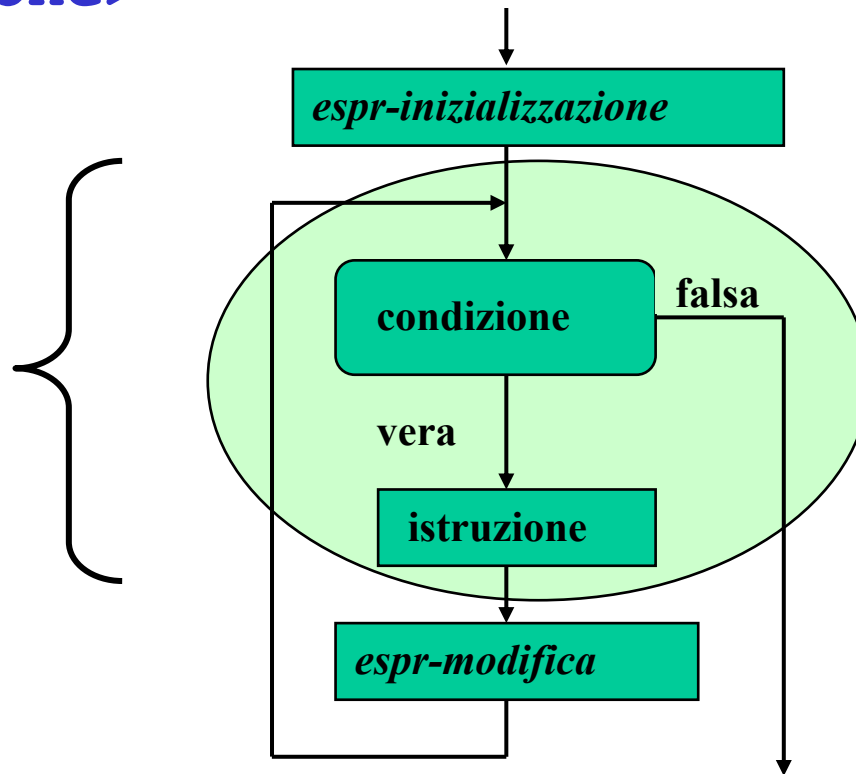 espr-inizializzazione
condizione
falsa
vera
istruzione
espr-modifica